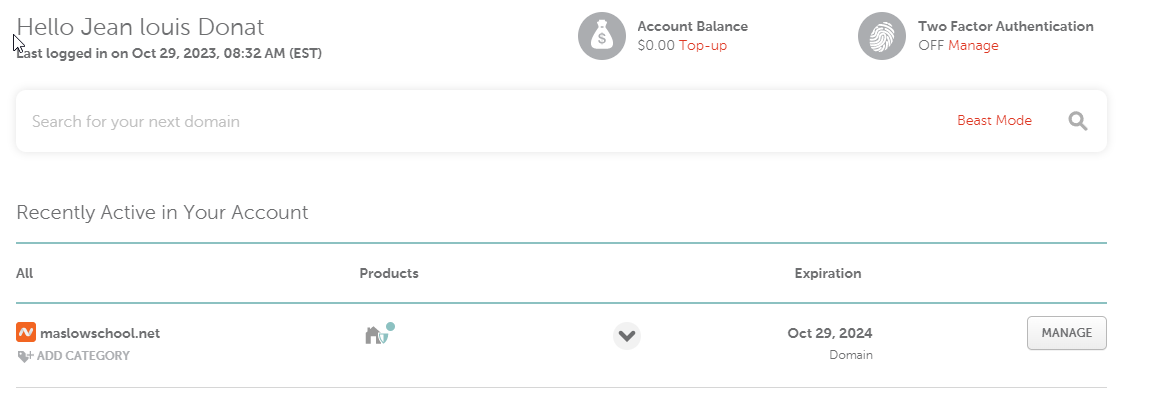 Hello Jean louis Donat
Last logged in on Oct 29, 2023, 08:32 AM (EST)
Account Balance
$0.00 Top-up
Two Factor Authentication
OFF Manage
Search for your next domain
Beast Mode
Recently Active in Your Account
All Products Expiration
maslowschool.net Oct 29, 2024 MANAGE
ADD CATEGORY Domain